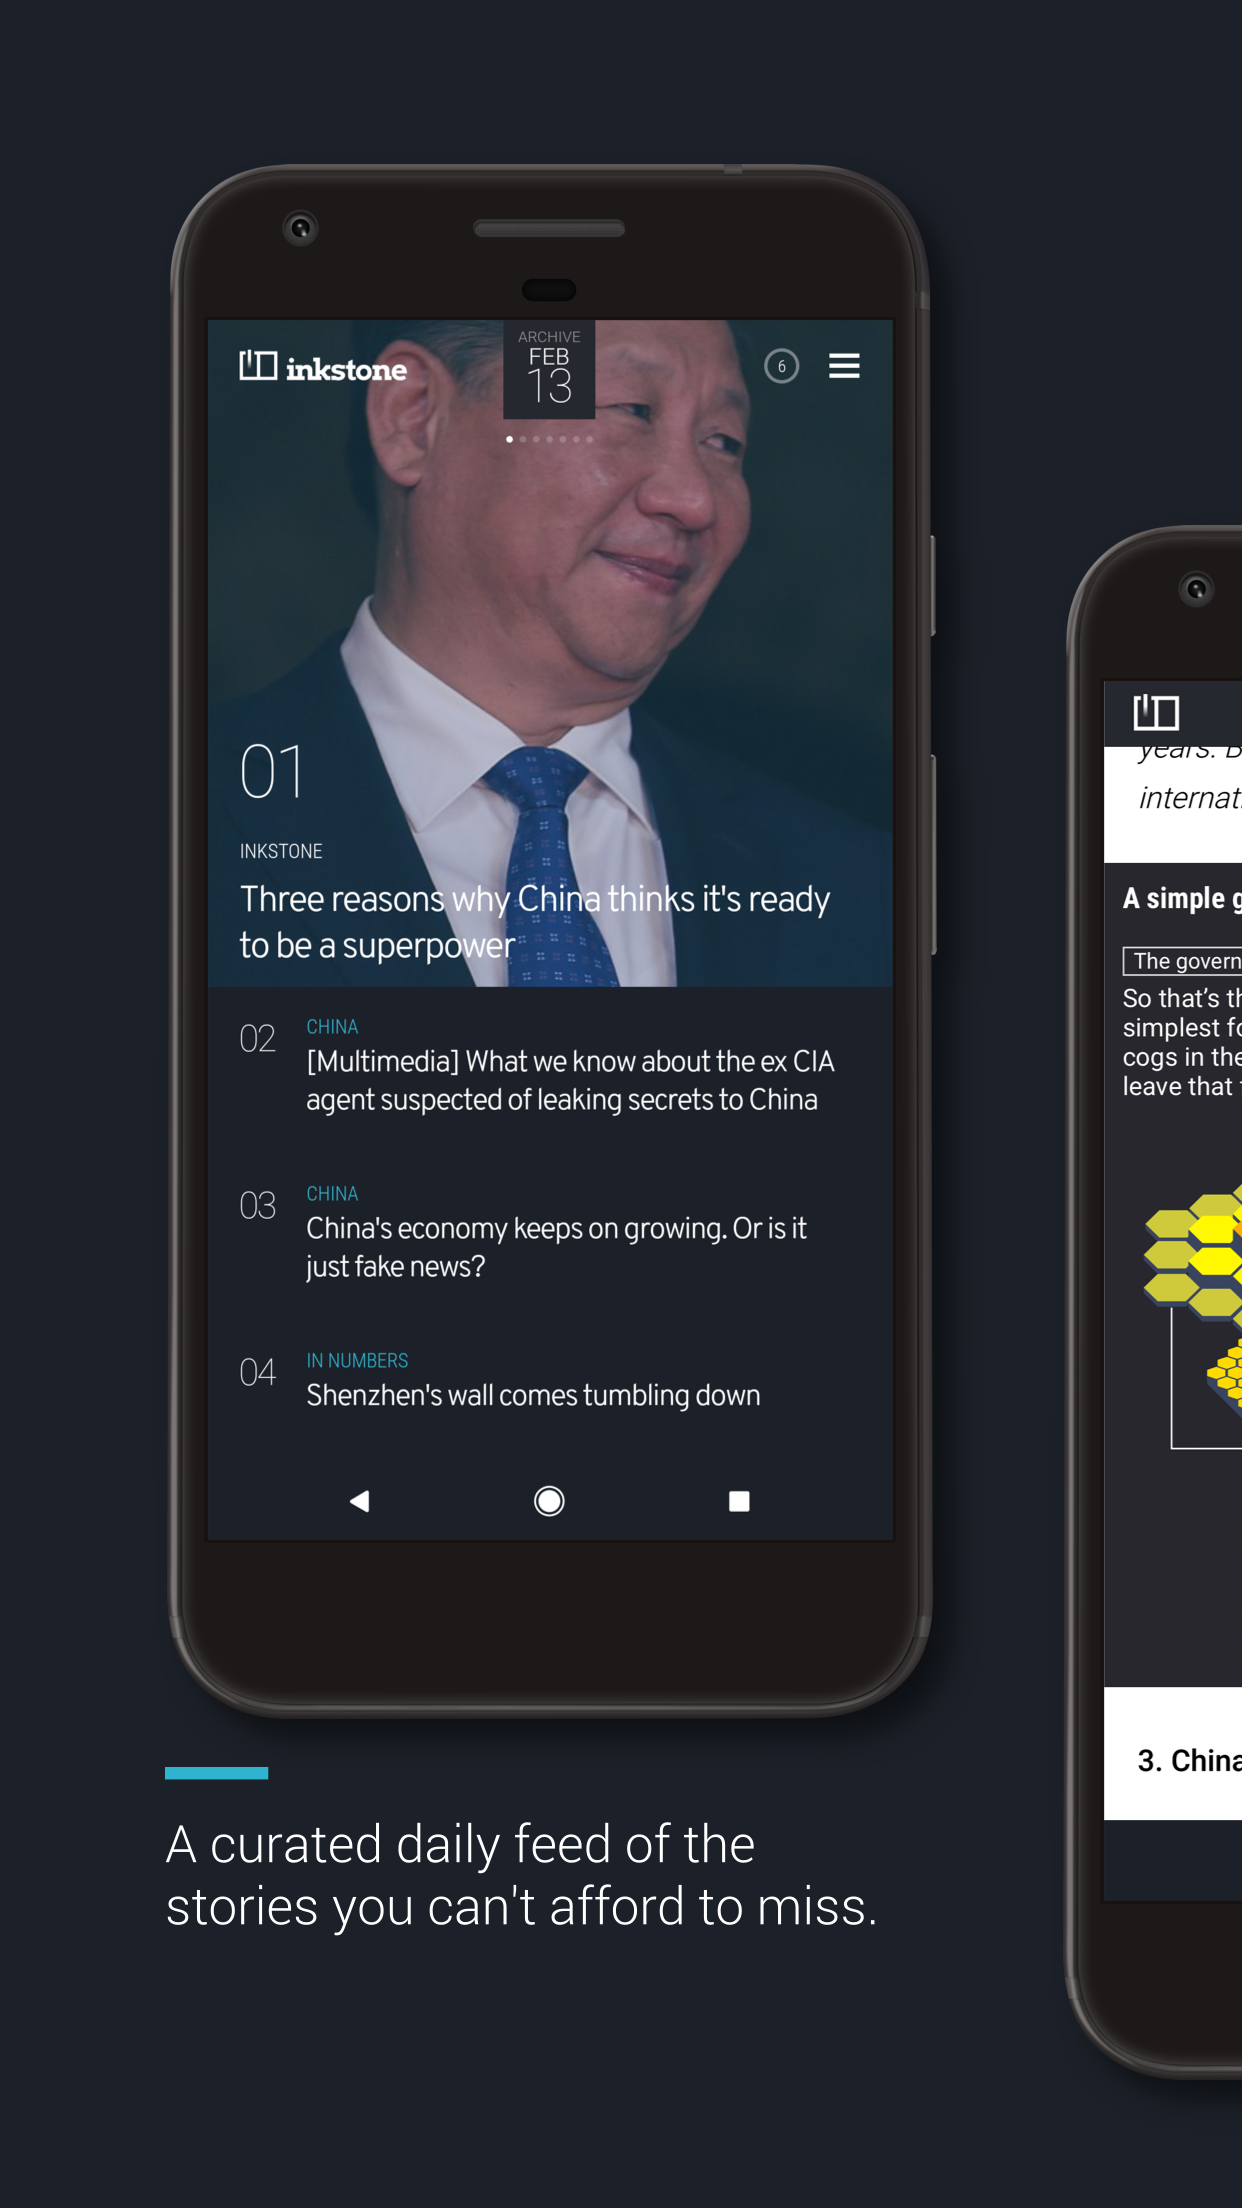 inkstone
ARCHIVE
FEB
13
6
01
INKSTONE
Three reasons why China thinks it's ready
to be a superpower
02
CHINA
[Multimedia] What we know about the ex CIA
agent suspected of leaking secrets to China
03
CHINA
China's economy keeps on growing. Or is it
just fake news?
04
IN NUMBERS
Shenzhen's wall comes tumbling down
A curated daily feed of the
stories you can't afford to miss.
years. B
internat
A simple g
The govern
So that's th
simplest fo
cogs in the
leave that
3. China